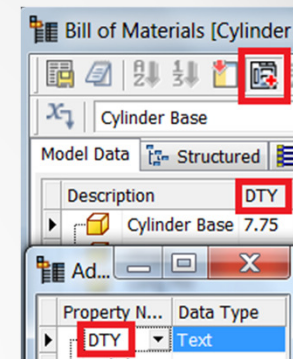 Bill of Materials [Cylinder
Cylinder Base
Model Data Structured
Description DTY
Cylinder Base 7.75
Ad...
Property N... Data Type
DTY Text